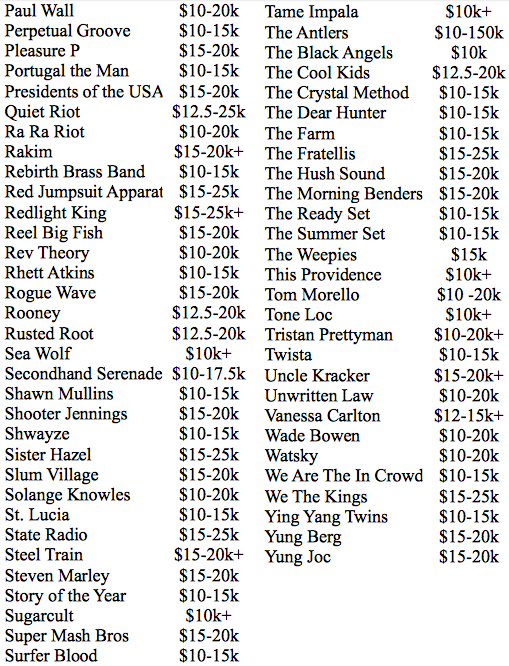 Paul Wall $10-20k
Perpetual Groove $10-15k
Pleasure P $15-20k
Portugal the Man $10-15k
Presidents of the USA $15-20k
Quiet Riot $12.5-25k
Ra Ra Riot $10-20k
Rakim $15-20k+
Rebirth Brass Band $10-15k
Red Jumpsuit Apparat $15-25k
Redlight King $15-25k+
Reel Big Fish $15-20k
Rev Theory $10-20k
Rhett Atkins $10-15k
Rogue Wave $15-20k
Rooney $12.5-20k
Rusted Root $12.5-20k
Sea Wolf $10k+
Secondhand Serenade $10-17.5k
Shawn Mullins $10-15k
Shooter Jennings $15-20k
Shwayze $10-15k
Sister Hazel $15-25k
Slum Village $15-20k
Solange Knowles $10-20k
St. Lucia $10-15k
State Radio $15-25k
Steel Train $15-20k+
Steven Marley $15-20k
Story of the Year $10-15k
Sugarcult $10k+
Super Mash Bros $15-20k
Surfer Blood $10-15k
Tame Impala $10k+
The Antlers $10-150k
The Black Angels $10k
The Cool Kids $12.5-20k
The Crystal Method $10-15k
The Dear Hunter $10-15k
The Farm $10-15k
The Fratellis $15-25k
The Hush Sound $15-20k
The Morning Benders $15-20k
The Ready Set $10-15k
The Summer Set $10-15k
The Weepies $15k
This Providence $10k+
Tom Morello $10 -20k
Tone Loc $10k+
Tristan Prettyman $10-20k+
Twista $10-15k
Uncle Kracker $15-20k+
Unwritten Law $10-20k
Vanessa Carlton $12-15k+
Wade Bowen $10-20k
Watsky $10-20k
We Are The In Crowd $10-15k
We The Kings $15-25k
Ying Yang Twins $10-15k
Yung Berg $15-20k
Yung Joc $15-20k